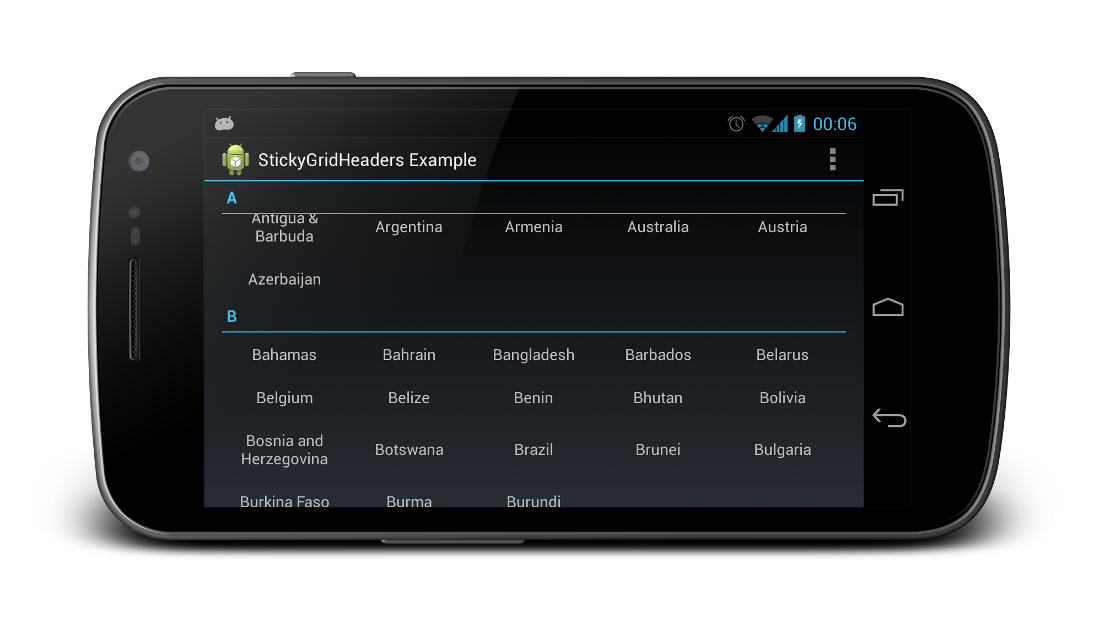 00:06
StickyGridHeaders Example
A
Antigua &
Barbuda
Argentina
Armenia
Australia
Austria
Azerbaijan
B
Bahamas
Bahrain
Bangladesh
Barbados
Belarus
Belgium
Belize
Benin
Bhutan
Bolivia
Bosnia and
Herzegovina
Botswana
Brazil
Brunei
Bulgaria
Burkina Faso
Burma
Burundi